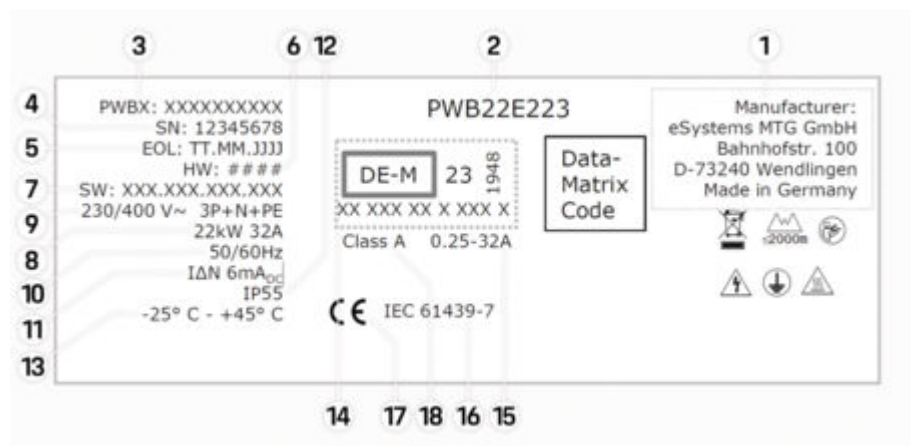 3 6 12 2 1
4 5 7 9 8 10 11 13
PWBX: XXXXXXXXXX
SN: 12345678
EOL: TT.MM.JJJJ
HW: ####
SW: XXX.XXX.XXX.XXX
230/400 V~ 3P+N+PE
22kW 32A
50/60Hz
IΔN 6mADC
IP55
-25° C - +45° C
PWB22E223
DE-M 23 1948
XX XXX XX X XXX X
Class A 0.25-32A
CE IEC 61439-7
Data-
Matrix
Code
Manufacturer:
eSystems MTG GmbH
Bahnhofstr. 100
D-73240 Wendlingen
Made in Germany
≤2000m
14 17 18 16 15